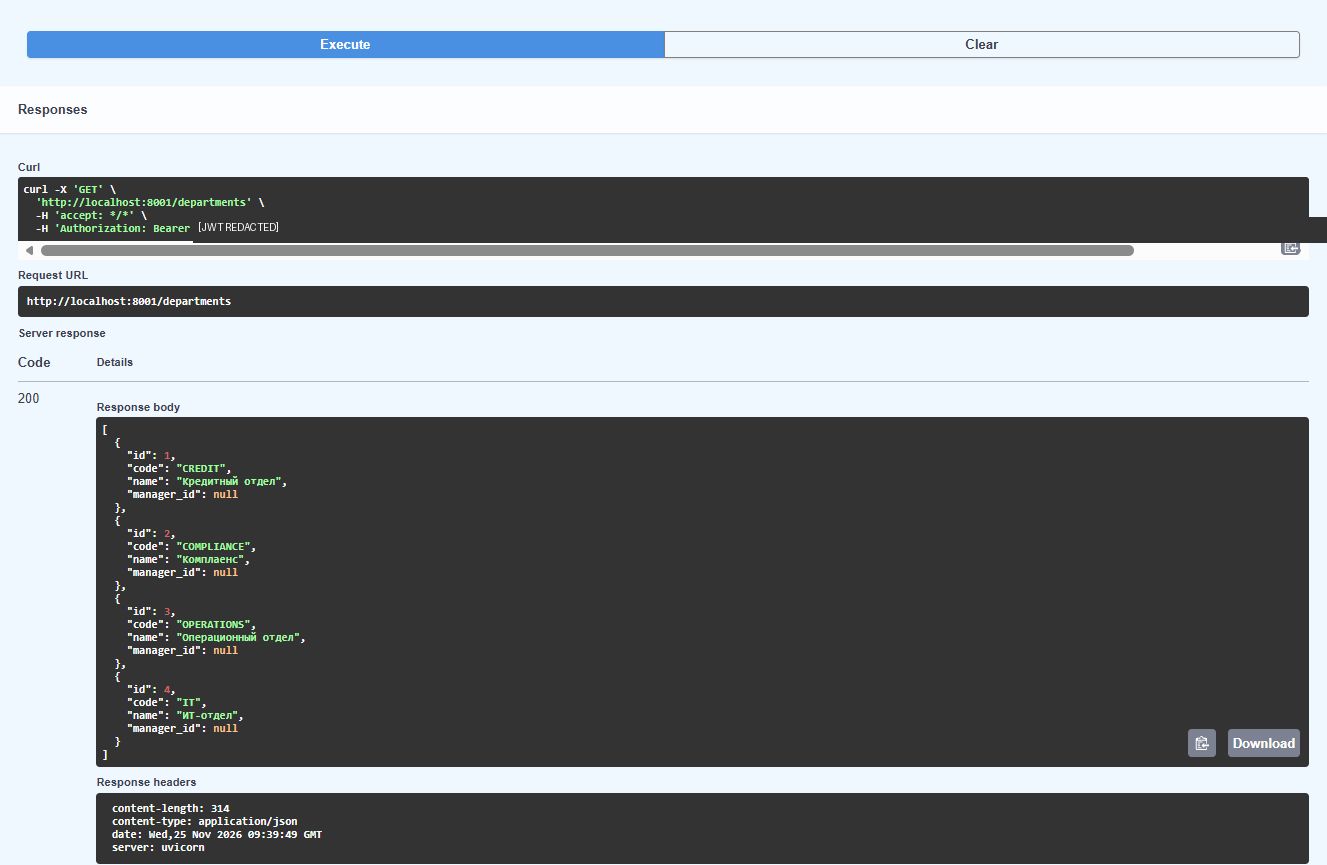 Execute
Clear
Responses
Curl
curl -X 'GET' \
'http://localhost:8001/departments' \
-H 'accept: */*' \
-H 'Authorization: Bearer [JWT REDACTED]
Request URL
http://localhost:8001/departments
Server response
Code Details
200
Response body
[
{
"id": 1,
"code": "CREDIT",
"name": "Кредитный отдел",
"manager_id": null
},
{
"id": 2,
"code": "COMPLIANCE",
"name": "Комплаенс",
"manager_id": null
},
{
"id": 3,
"code": "OPERATIONS",
"name": "Операционный отдел",
"manager_id": null
},
{
"id": 4,
"code": "IT",
"name": "ИТ-отдел",
"manager_id": null
}
]
Download
Response headers
content-length: 314
content-type: application/json
date: Wed,25 Nov 2026 09:39:49 GMT
server: uvicorn